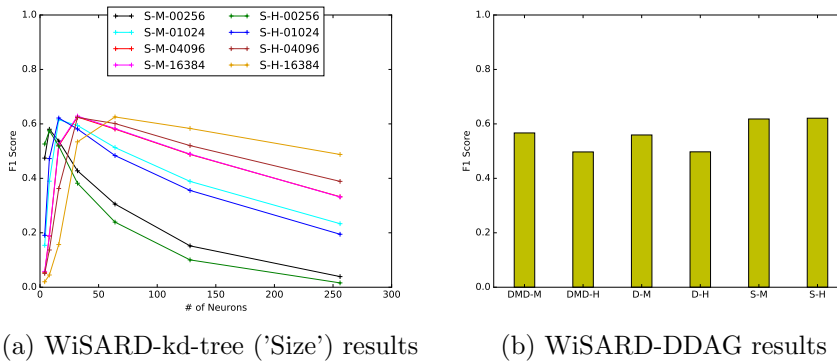 S-M-00256 S-H-00256
S-M-01024 S-H-01024
S-M-04096 S-H-04096
S-M-16384 S-H-16384
F1 Score
1.0
0.8
0.6
0.4
0.2
0.0
0 50 100 150 200 250 300
# of Neurons
(a) WiSARD-kd-tree ('Size') results
F1 Score
1.0
0.8
0.6
0.4
0.2
0.0
DMD-M DMD-H D-M D-H S-M S-H
(b) WiSARD-DDAG results